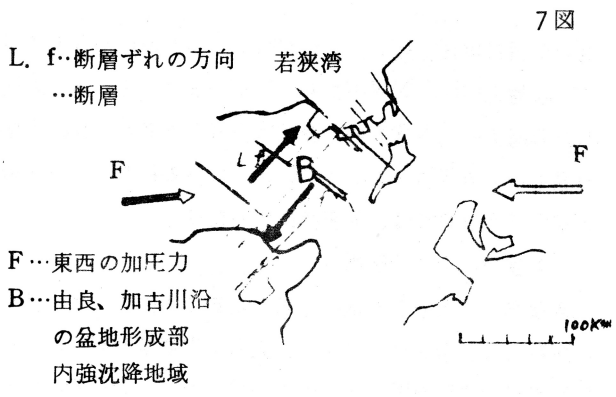 7図
L. f‥断層ずれの方向
…断層
若狭湾
L f
B
F
F
F…東西の加圧力
B…由良、加古川沿
の盆地形成部
内強沈降地域
100Km